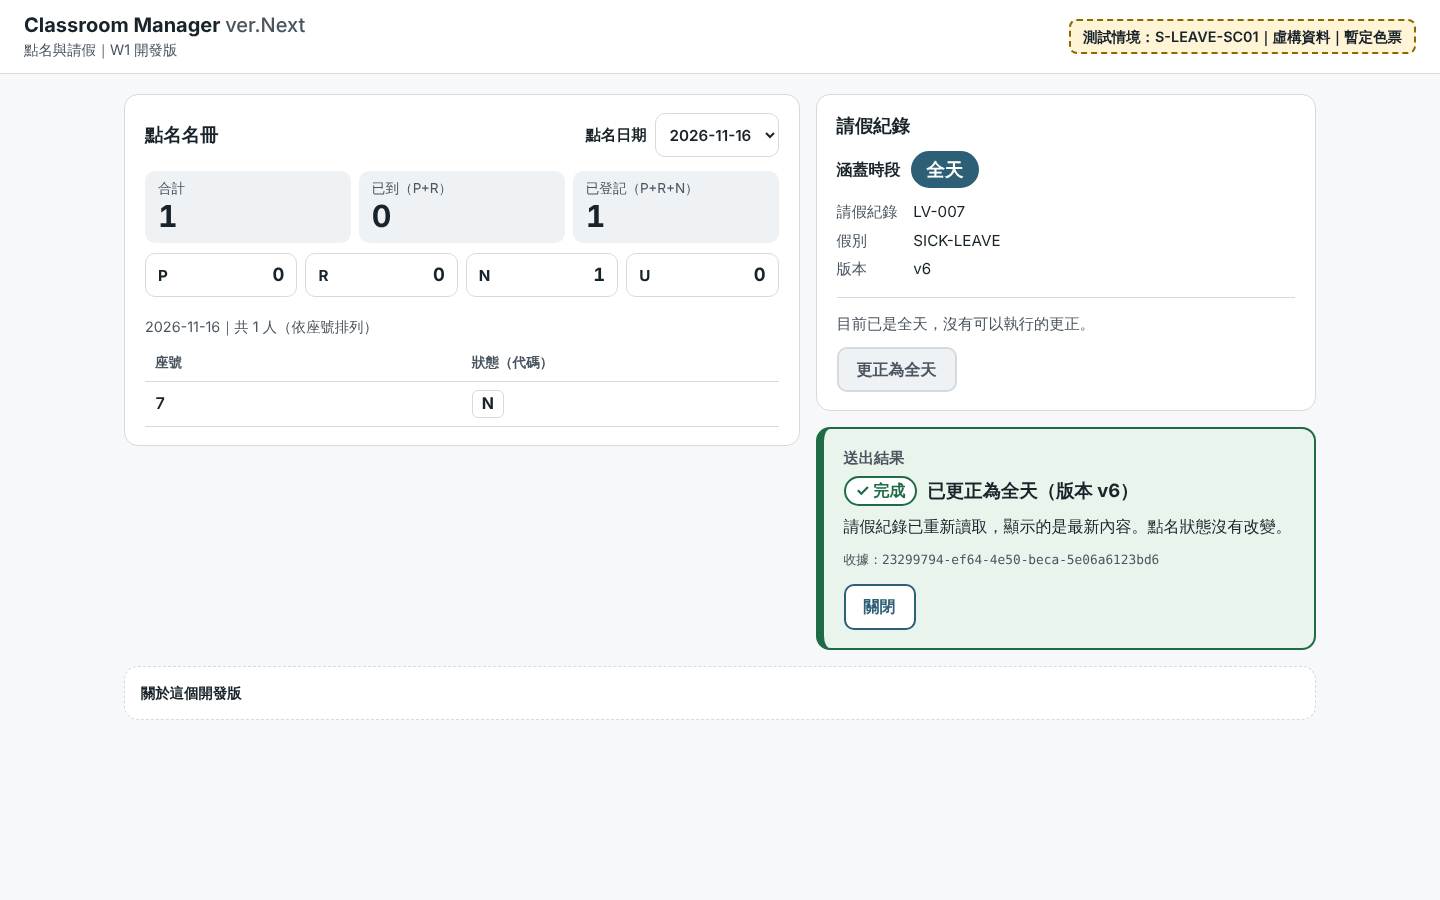 Classroom Manager ver.Next
點名與請假｜W1 開發版
測試情境：S-LEAVE-SC01｜虛構資料｜暫定色票
點名名冊
點名日期 2026-11-16
合計
1
已到（P+R）
0
已登記（P+R+N）
1
P 0
R 0
N 1
U 0
2026-11-16｜共 1 人（依座號排列）
座號 狀態（代碼）
7 N
請假紀錄
涵蓋時段 全天
請假紀錄 LV-007
假別 SICK-LEAVE
版本 v6
目前已是全天，沒有可以執行的更正。
更正為全天
送出結果
✓ 完成 已更正為全天（版本 v6）
請假紀錄已重新讀取，顯示的是最新內容。點名狀態沒有改變。
收據：23299794-ef64-4e50-beca-5e06a6123bd6
關閉
關於這個開發版